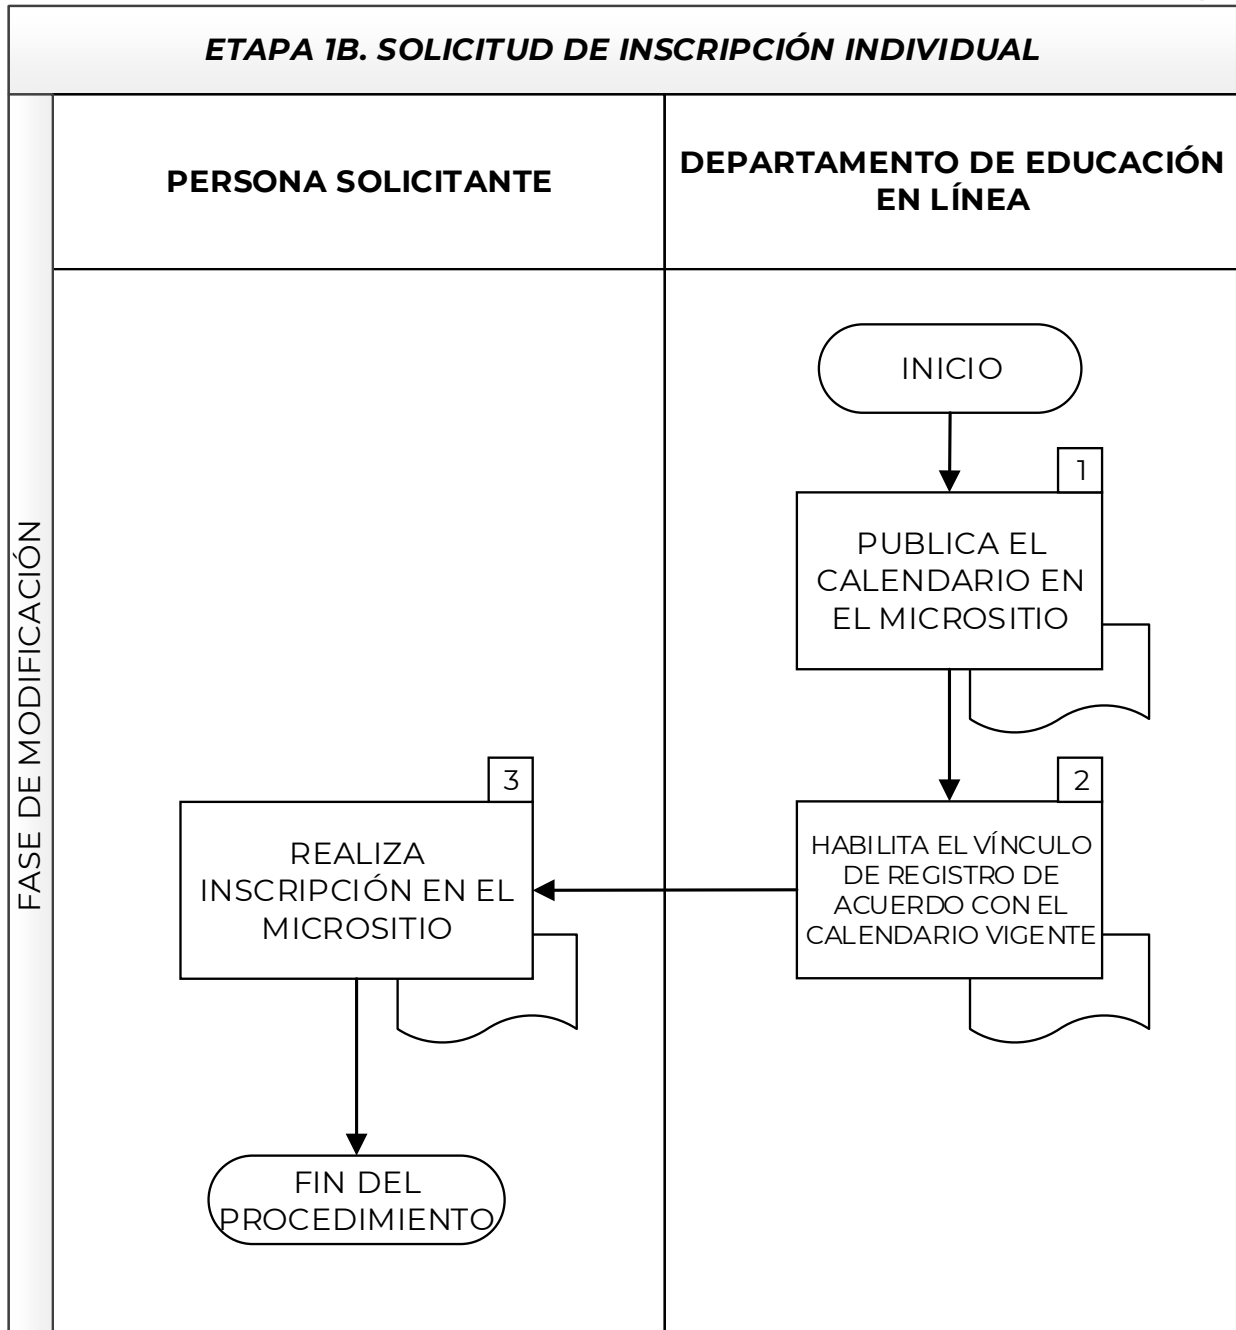 ETAPA 1B. SOLICITUD DE INSCRIPCIÓN INDIVIDUAL
PERSONA SOLICITANTE
DEPARTAMENTO DE EDUCACIÓN
EN LÍNEA
FASE DE MODIFICACIÓN
INICIO
1
PUBLICA EL
CALENDARIO EN
EL MICROSITIO
2
HABILITA EL VÍNCULO
DE REGISTRO DE
ACUERDO CON EL
CALENDARIO VIGENTE
3
REALIZA
INSCRIPCIÓN EN EL
MICROSITIO
FIN DEL
PROCEDIMIENTO